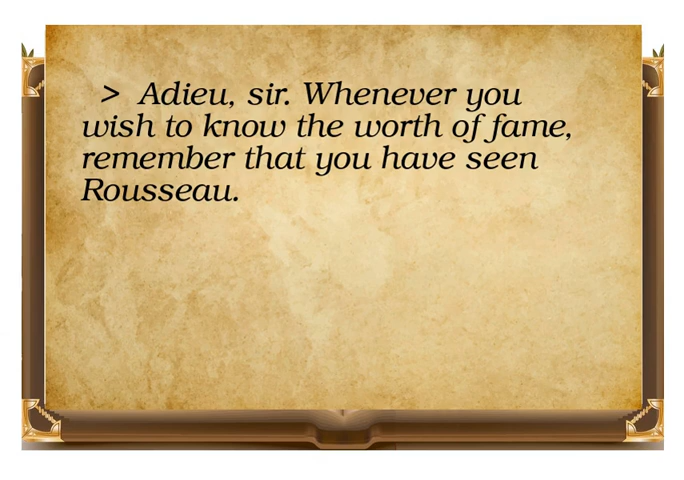 > Adieu, sir. Whenever you
wish to know the worth of fame,
remember that you have seen
Rousseau.